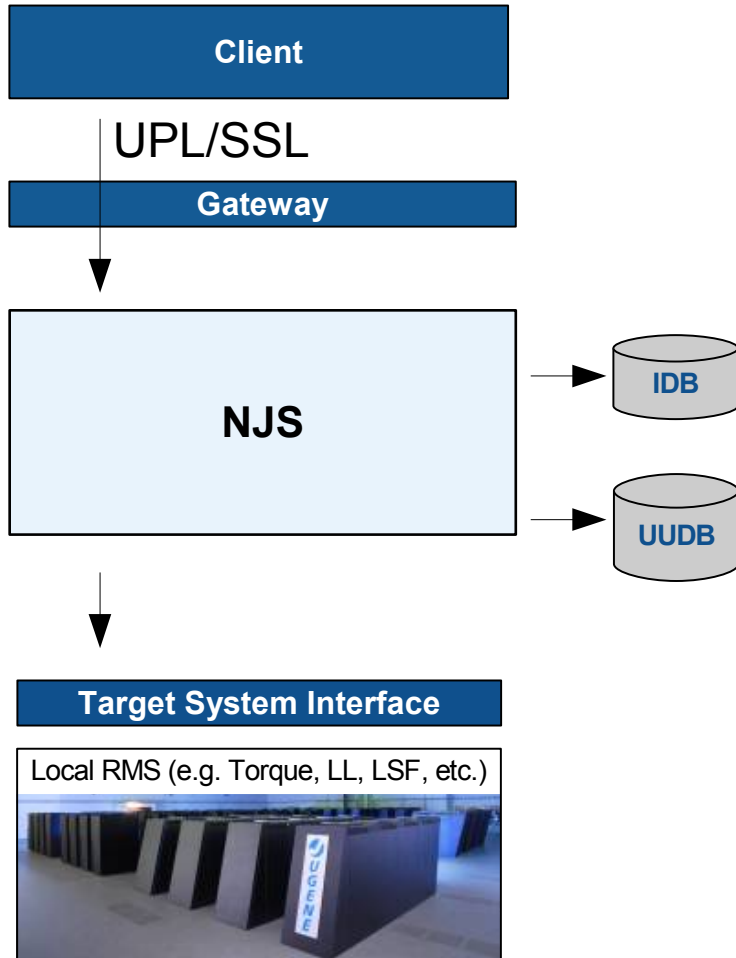 Client
UPL/SSL
Gateway
NJS
IDB
UUDB
Target System Interface
Local RMS (e.g. Torque, LL, LSF, etc.)
JUGENE